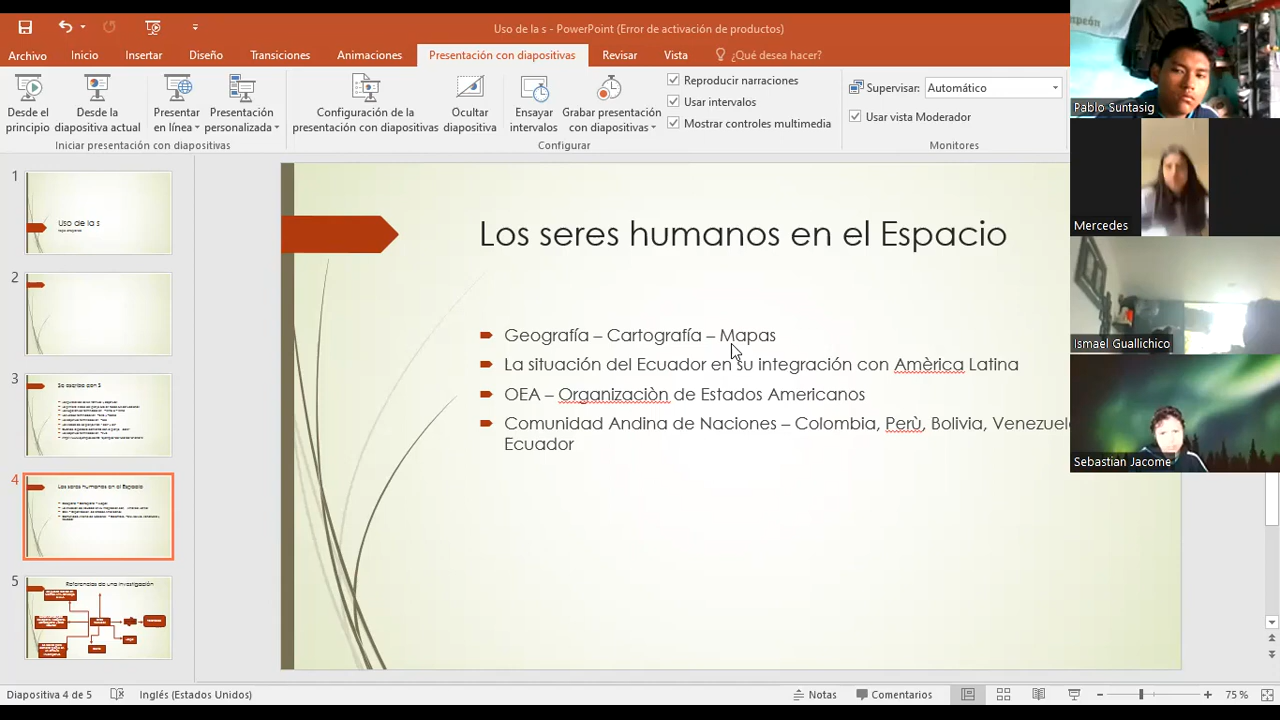 Uso de la s - PowerPoint (Error de activación de productos)
Archivo Inicio Insertar Diseño Transiciones Animaciones Presentación con diapositivas Revisar Vista ¿Qué desea hacer?
Desde el principio
Desde la diapositiva actual
Presentar en línea
Presentación personalizada
Configuración de la presentación con diapositivas
Ocultar diapositiva
Ensayar intervalos
Grabar presentación con diapositivas
Reproducir narraciones
Usar intervalos
Mostrar controles multimedia
Supervisar: Automático
Usar vista Moderador
Iniciar presentación con diapositivas
Configurar
Monitores
Pablo Suntasig
Mercedes
Ismael Guallichico
Sebastian Jacome
1
Uso de la s
2
3
Se escribe con S
4
Los seres humanos en el Espacio
5
Referencias de una investigación
Los seres humanos en el Espacio
Geografía – Cartografía – Mapas
La situación del Ecuador en su integración con Amèrica Latina
OEA – Organizaciòn de Estados Americanos
Comunidad Andina de Naciones – Colombia, Perù, Bolivia, Venezuel
Ecuador
Diapositiva 4 de 5
Inglés (Estados Unidos)
Notas
Comentarios
75 %